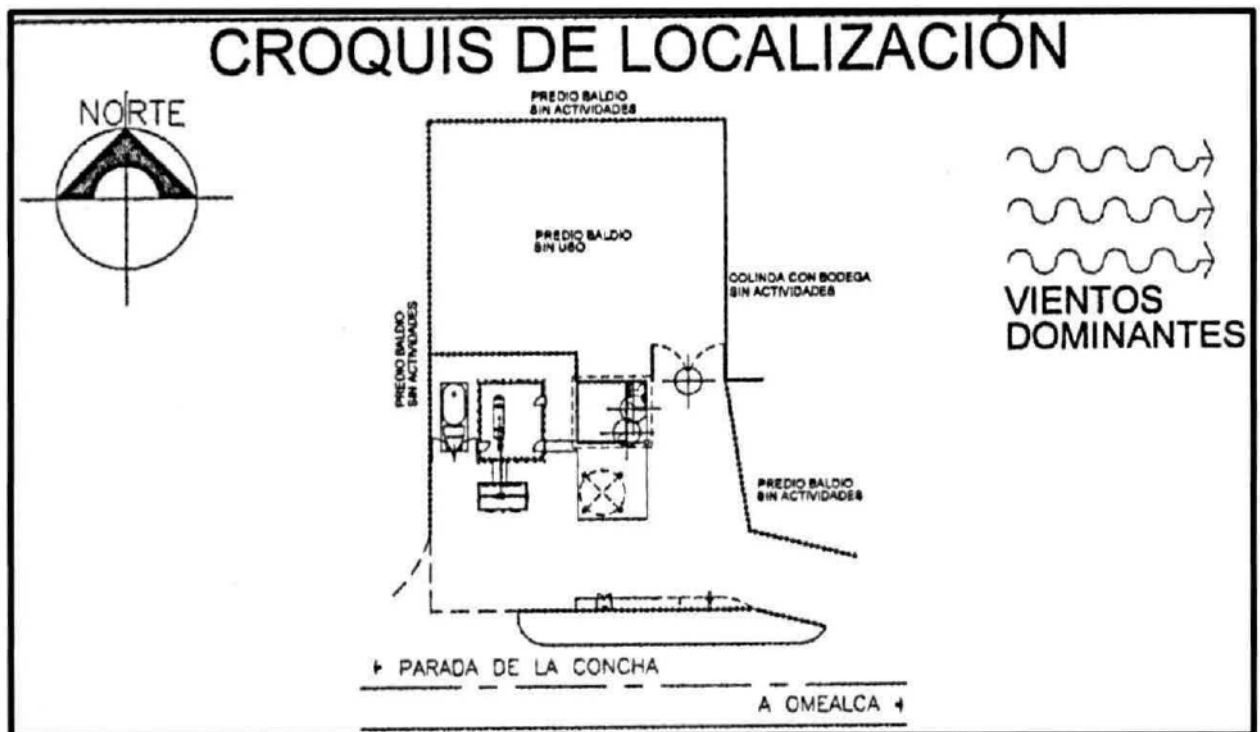 CROQUIS DE LOCALIZACIÓN
NORTE
PREDIO BALDIO
SIN ACTIVIDADES
PREDIO BALDIO
SIN USO
COLINDA CON BODEGA
SIN ACTIVIDADES
VIENTOS
DOMINANTES
PREDIO BALDIO
SIN ACTIVIDADES
PREDIO BALDIO
SIN ACTIVIDADES
PARADA DE LA CONCHA
A OMEALCA